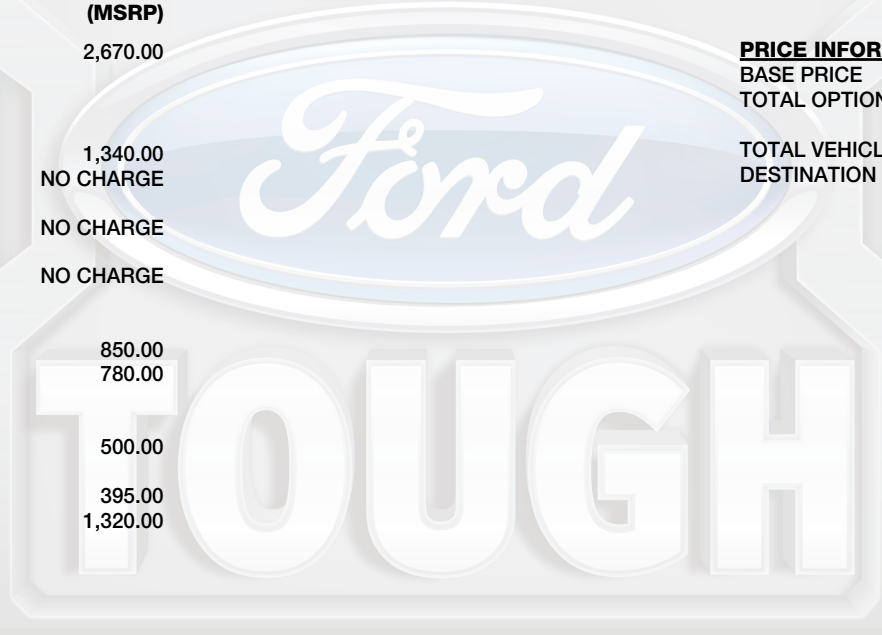 (MSRP)
2,670.00
1,340.00
NO CHARGE
NO CHARGE
NO CHARGE
850.00
780.00
500.00
395.00
1,320.00
PRICE INFOR
BASE PRICE
TOTAL OPTION
TOTAL VEHICL
DESTINATION
Ford
TOUGH